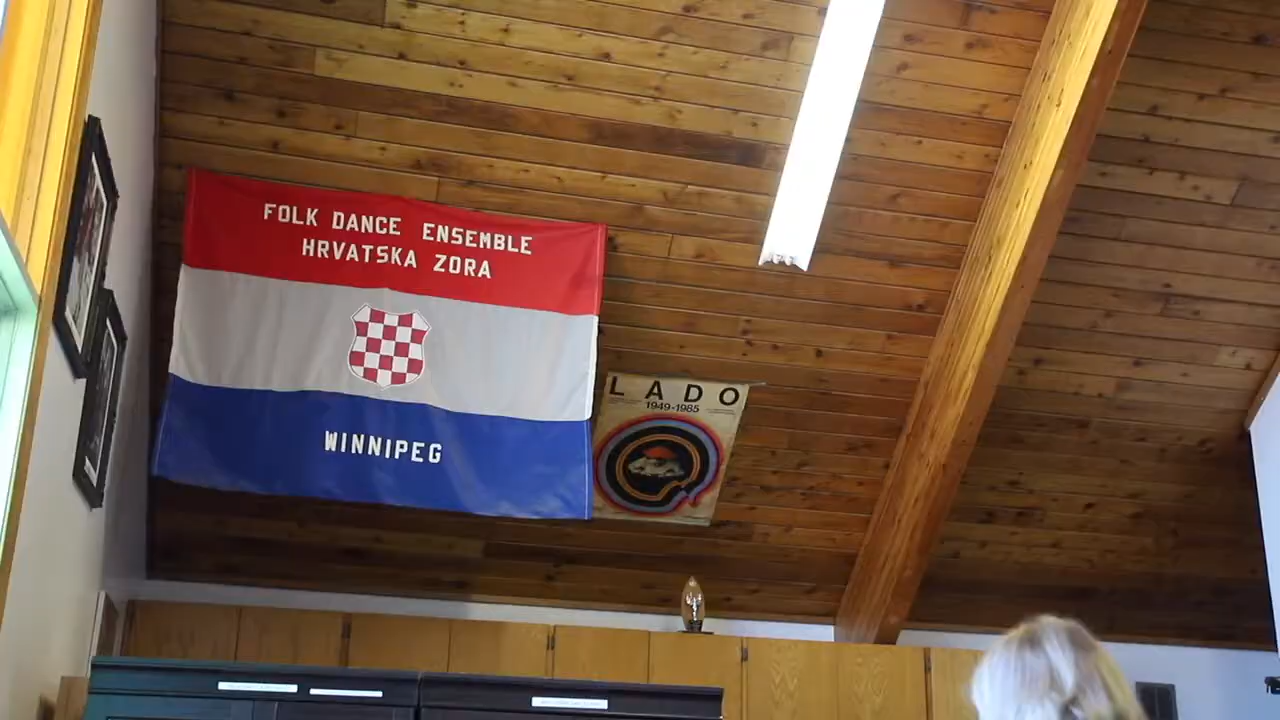 FOLK DANCE ENSEMBLE
HRVATSKA ZORA
WINNIPEG
LADO
1949-1985